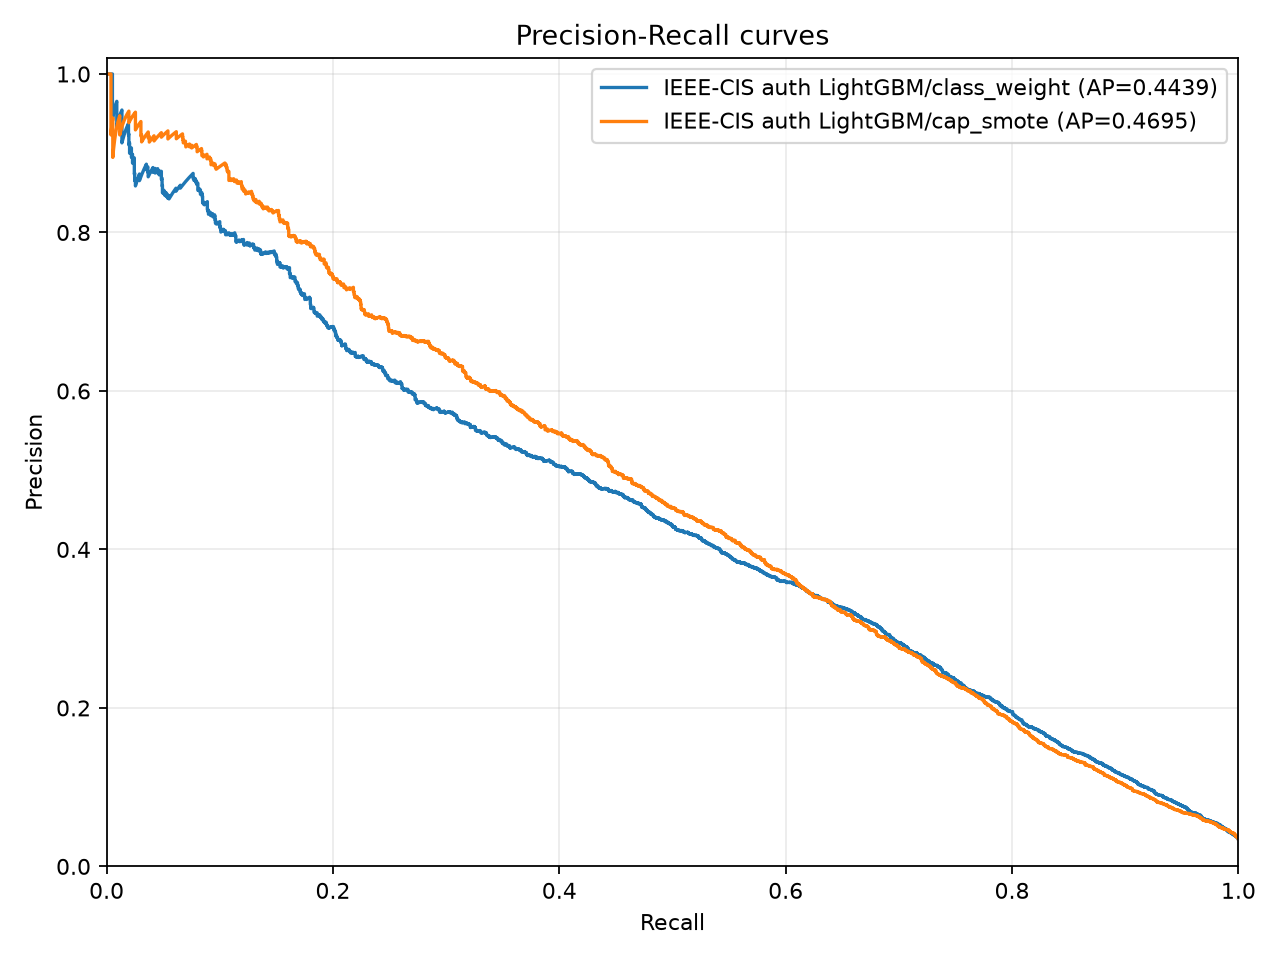 Precision-Recall curves
IEEE-CIS auth LightGBM/class_weight (AP=0.4439)
IEEE-CIS auth LightGBM/cap_smote (AP=0.4695)
1.0
0.8
0.6
0.4
0.2
0.0
Precision
0.0 0.2 0.4 0.6 0.8 1.0
Recall